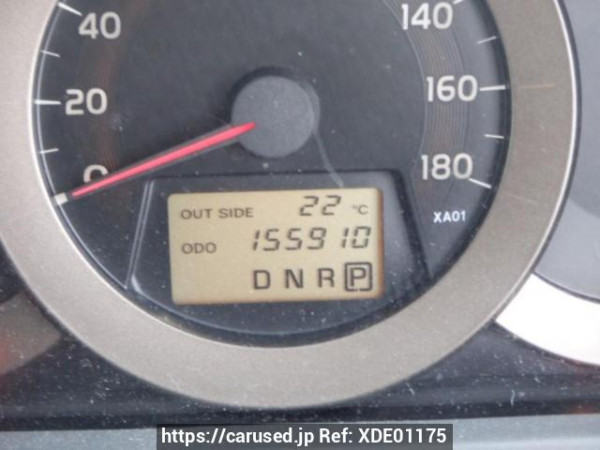 40
140
20
160
0
180
OUT SIDE 22 °C
XA01
ODO 155910
D N R P
https://carused.jp Ref: XDE01175